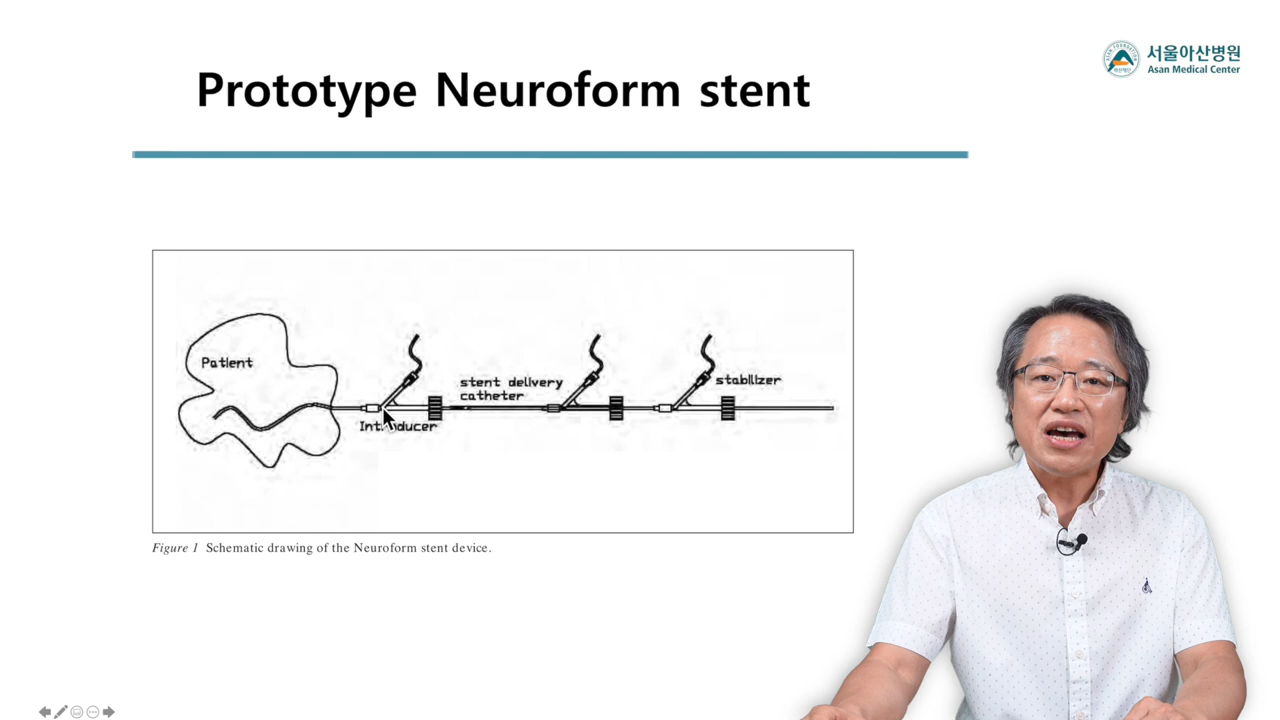 Prototype Neuroform stent
서울아산병원
Asan Medical Center
Patient
stent delivery
catheter
stabilizer
Figure 1 Schematic drawing of the Neuroform stent device.